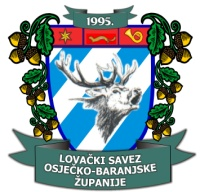 1995.
LOVAČKI SAVEZ
OSJEČKO-BARANJSKE
ŽUPANIJE